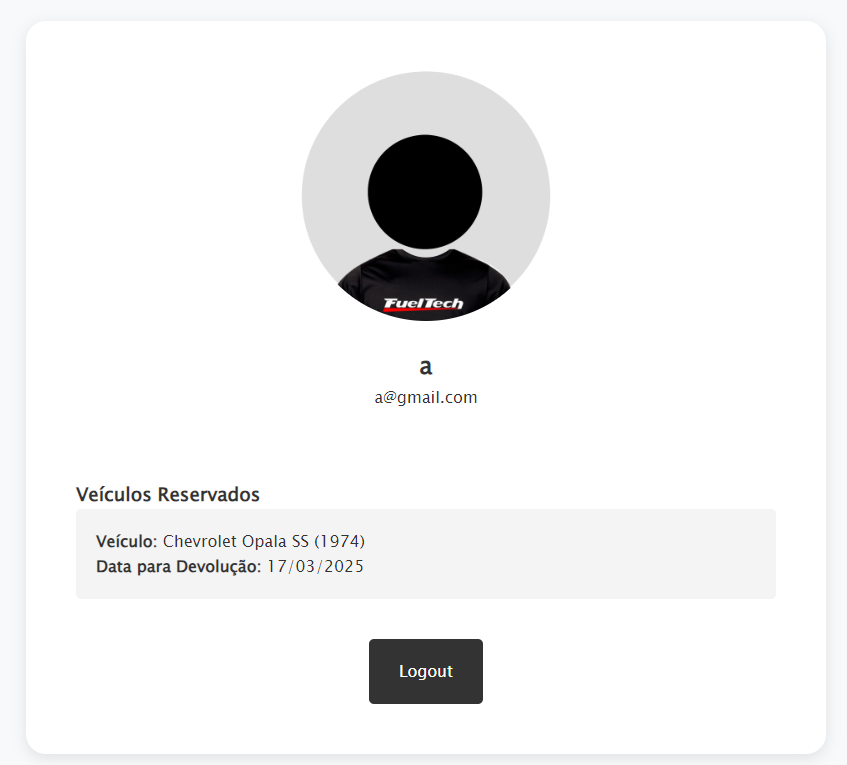 FuelTech
a
a@gmail.com
Veículos Reservados
Veículo: Chevrolet Opala SS (1974)
Data para Devolução: 17/03/2025
Logout